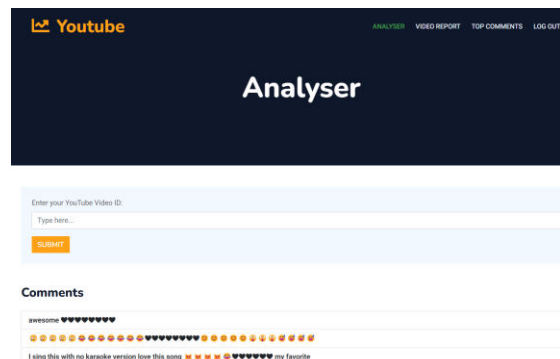 Youtube
ANALYSER VIDEO REPORT TOP COMMENTS LOG OUT
Analyser
Enter your YouTube Video ID:
Type here...
SUBMIT
Comments
awesome
I sing this with no karaoke version love this song my favorite